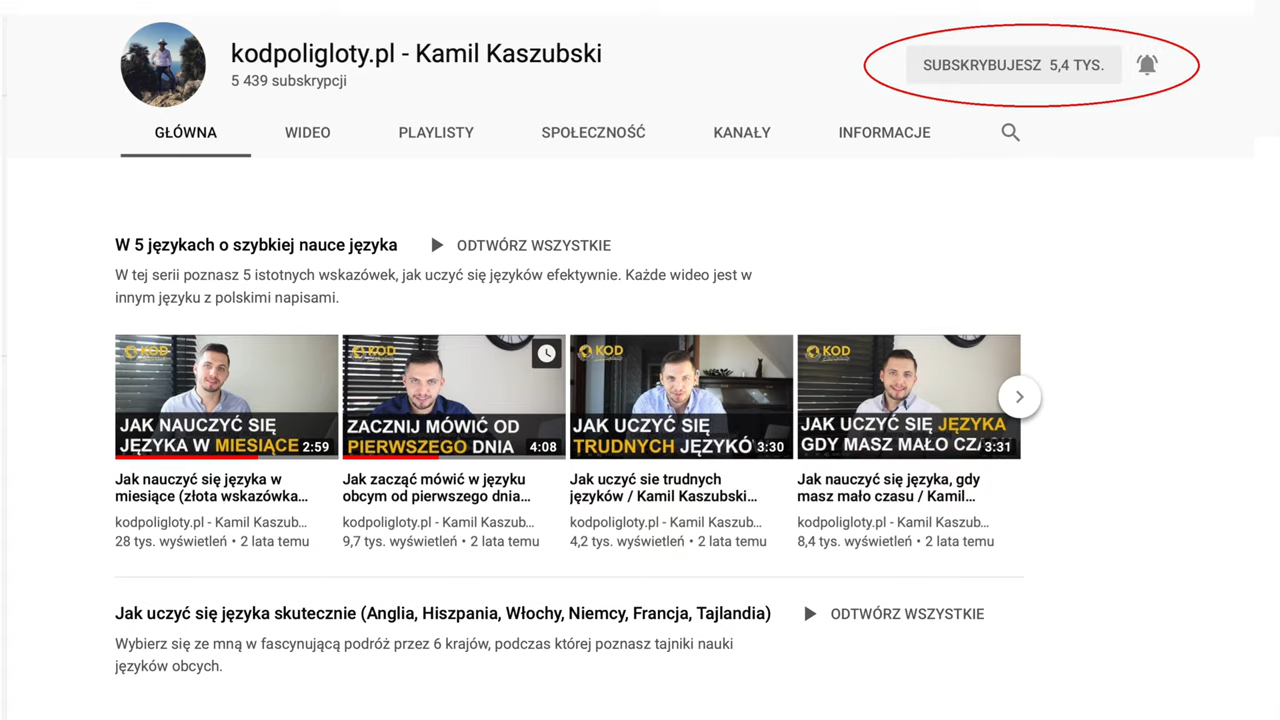 kodpoligloty.pl - Kamil Kaszubski
5 439 subskrypcji
SUBSKRYBUJESZ 5,4 TYS.
GŁÓWNA WIDEO PLAYLISTY SPOŁECZNOŚĆ KANAŁY INFORMACJE
W 5 językach o szybkiej nauce języka ODTWÓRZ WSZYSTKIE
W tej serii poznasz 5 istotnych wskazówek, jak uczyć się języków efektywnie. Każde wideo jest w
innym języku z polskimi napisami.
KOD
JAK NAUCZYĆ SIĘ
JĘZYKA W MIESIĄCE 2:59
Jak nauczyć się języka w
miesiące (złota wskazówka...
kodpoligloty.pl - Kamil Kaszub...
28 tys. wyświetleń • 2 lata temu
KOD
ZACZNIJ MÓWIĆ OD
PIERWSZEGO DNIA 4:08
Jak zacząć mówić w języku
obcym od pierwszego dnia...
kodpoligloty.pl - Kamil Kaszub...
9,7 tys. wyświetleń • 2 lata temu
KOD
JAK UCZYĆ SIĘ
TRUDNYCH JĘZYKÓ 3:30
Jak uczyć sie trudnych
języków / Kamil Kaszubski...
kodpoligloty.pl - Kamil Kaszub...
4,2 tys. wyświetleń • 2 lata temu
KOD
JAK UCZYĆ SIĘ JĘZYKA
GDY MASZ MAŁO CZA 3:31
Jak nauczyć się języka, gdy
masz mało czasu / Kamil...
kodpoligloty.pl - Kamil Kaszub...
8,4 tys. wyświetleń • 2 lata temu
Jak uczyć się języka skutecznie (Anglia, Hiszpania, Włochy, Niemcy, Francja, Tajlandia) ODTWÓRZ WSZYSTKIE
Wybierz się ze mną w fascynującą podróż przez 6 krajów, podczas której poznasz tajniki nauki
języków obcych.